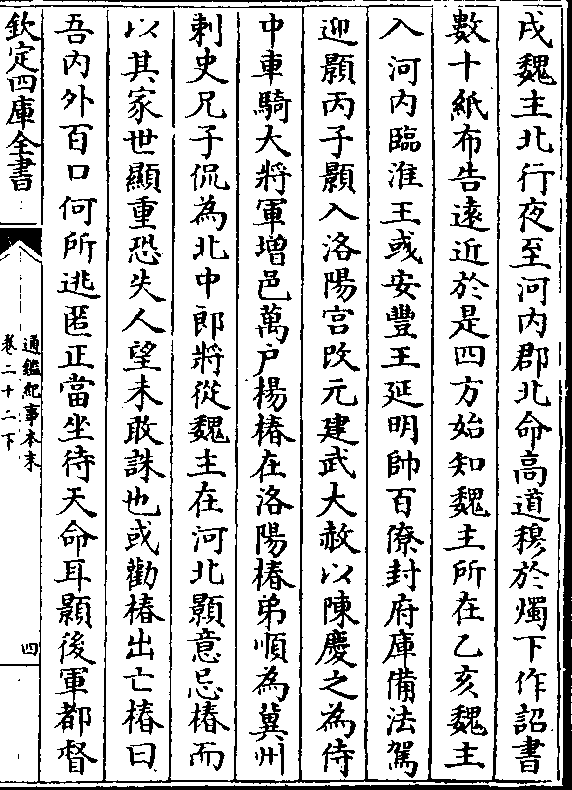 戌魏主北行夜至河内郡北命高道穆於燭下作詔書
數十紙布告遠近於是四方始知魏主所在乙亥魏主
入河内臨淮王彧安豐王延明帥百僚封府庫備法駕
迎顥丙子顥入洛陽宫改元建武大赦以陳慶之為侍
中車騎大將軍增邑萬户楊椿在洛陽椿弟順為冀州
刺史兄子侃為北中郎將從魏主在河北顥意忌椿而
以其家世顯重恐失人望未敢誅也或勸椿出亡椿曰
吾内外百口何所逃匿正當坐待天命耳顥後軍都督
欽定四庫全書
通鑑紀事本末
卷二十二下
四